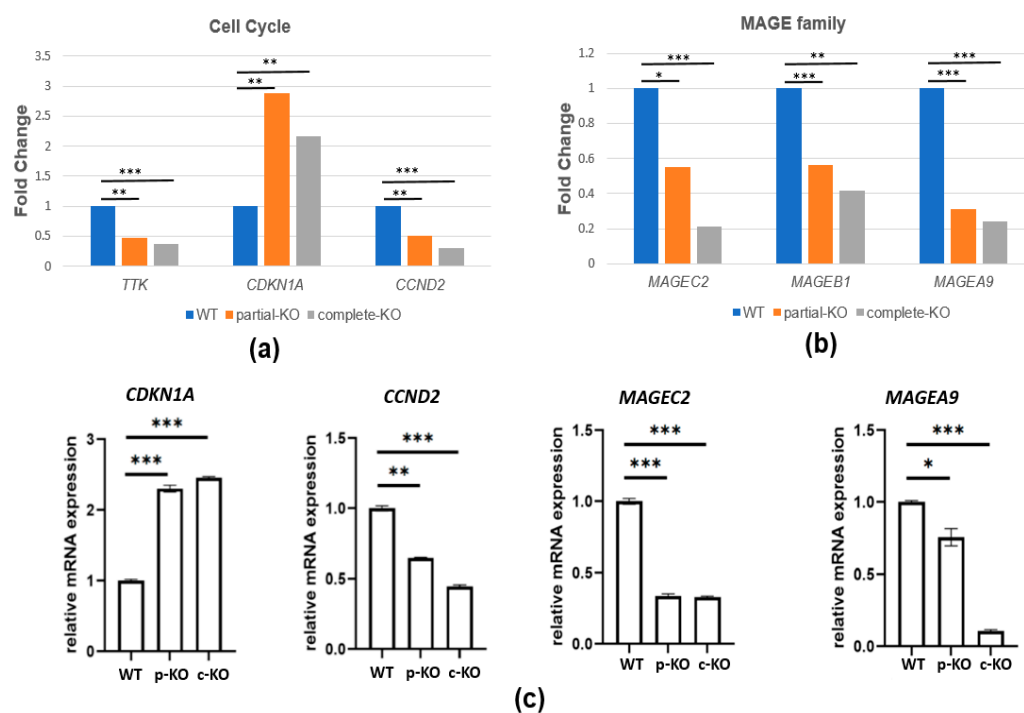 Cell Cycle
Fold Change
3.5
3
2.5
2
1.5
1
0.5
0
***
**
**
**
***
**
TTK
CDKN1A
CCND2
WT
partial-KO
complete-KO
(a)
MAGE family
Fold Change
1.2
1
0.8
0.6
0.4
0.2
0
***
*
**
***
***
***
MAGEC2
MAGEB1
MAGEA9
WT
partial-KO
complete-KO
(b)
CDKN1A
relative mRNA expression
3
2
1
0
***
***
WT
p-KO
c-KO
CCND2
relative mRNA expression
1.5
1.0
0.5
0.0
***
**
WT
p-KO
c-KO
MAGEC2
relative mRNA expression
1.5
1.0
0.5
0.0
***
***
WT
p-KO
c-KO
MAGEA9
relative mRNA expression
1.5
1.0
0.5
0.0
***
*
WT
p-KO
c-KO
(c)